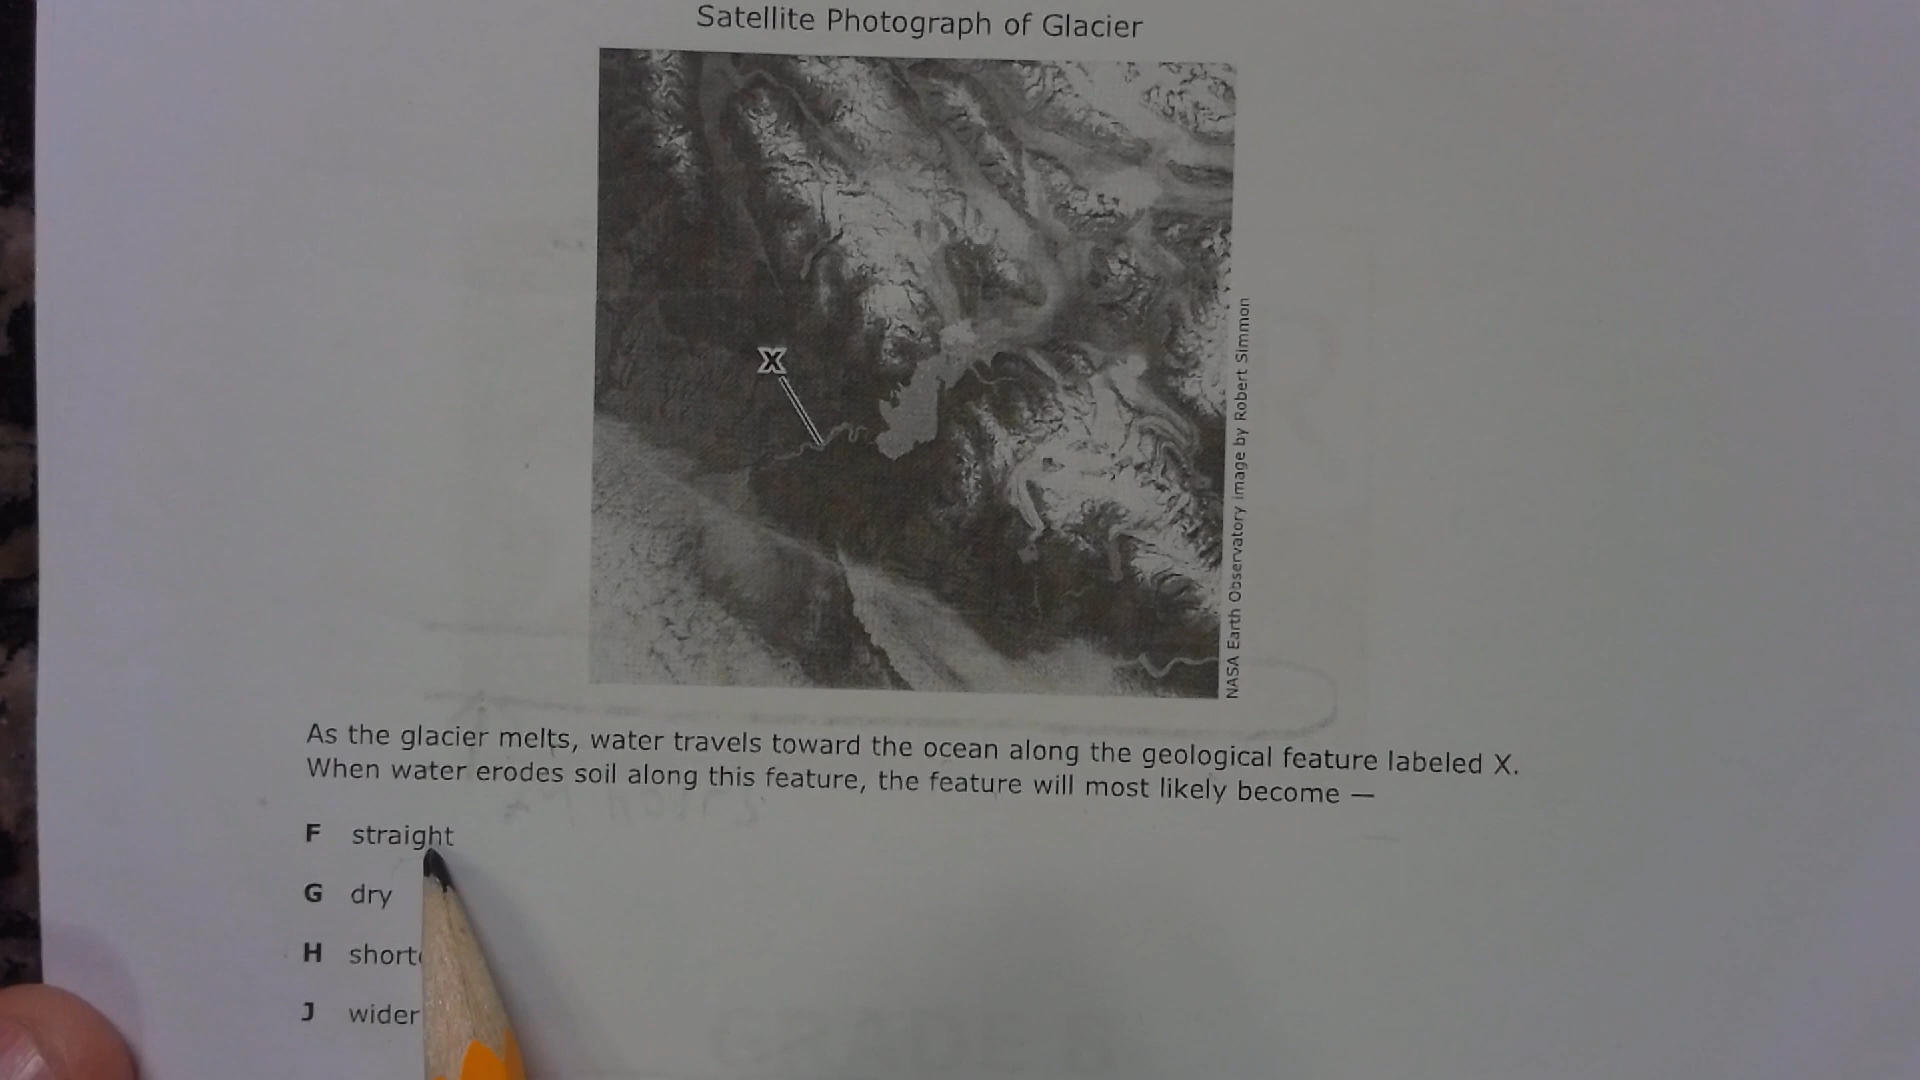 Satellite Photograph of Glacier
X
NASA Earth Observatory image by Robert Simmon
As the glacier melts, water travels toward the ocean along the geological feature labeled X.
When water erodes soil along this feature, the feature will most likely become —
F straight
G dry
H
J wider